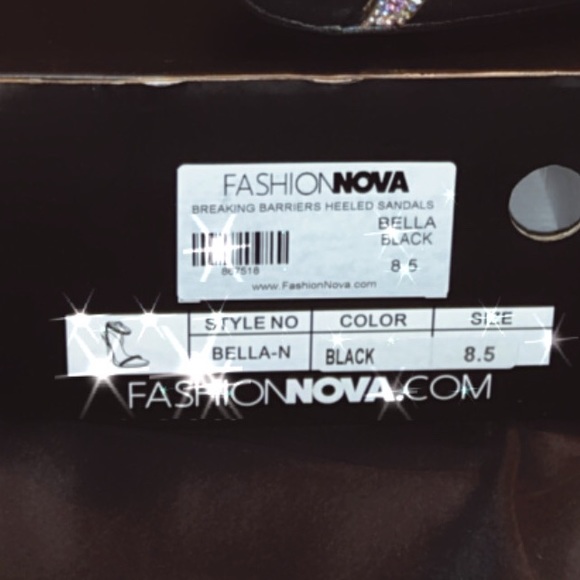 FASHIONNOVA
BREAKING BARRIERS HEELED SANDALS
BELLA
BLACK
867518
8.5
www.FashionNova.com
STYLE NO COLOR SIZE
BELLA-N BLACK 8.5
FASHIONNOVA.COM